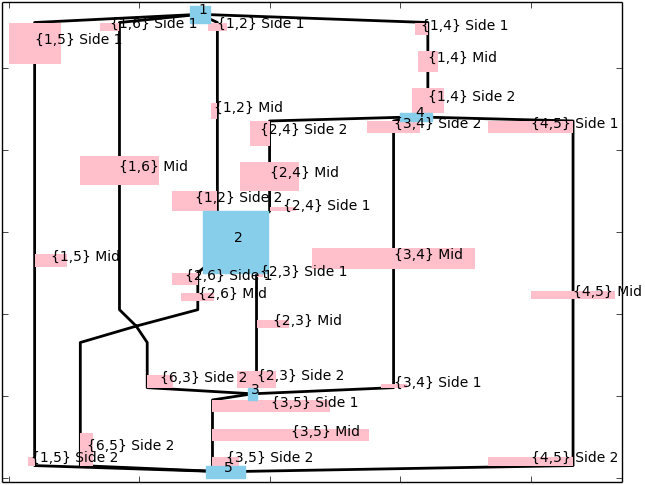 1
{1,6} Side 1
{1,2} Side 1
{1,4} Side 1
{1,5} Side 1
{1,4} Mid
{1,4} Side 2
{1,2} Mid
4
{2,4} Side 2
{3,4} Side 2
{4,5} Side 1
{1,6} Mid
{2,4} Mid
{1,2} Side 2
{2,4} Side 1
2
{1,5} Mid
{3,4} Mid
{2,6} Side 1
{2,3} Side 1
{2,6} Mid
{4,5} Mid
{2,3} Mid
{6,3} Side 2
{2,3} Side 2
{3,4} Side 1
3
{3,5} Side 1
{3,5} Mid
{6,5} Side 2
{1,5} Side 2
{3,5} Side 2
{4,5} Side 2
5